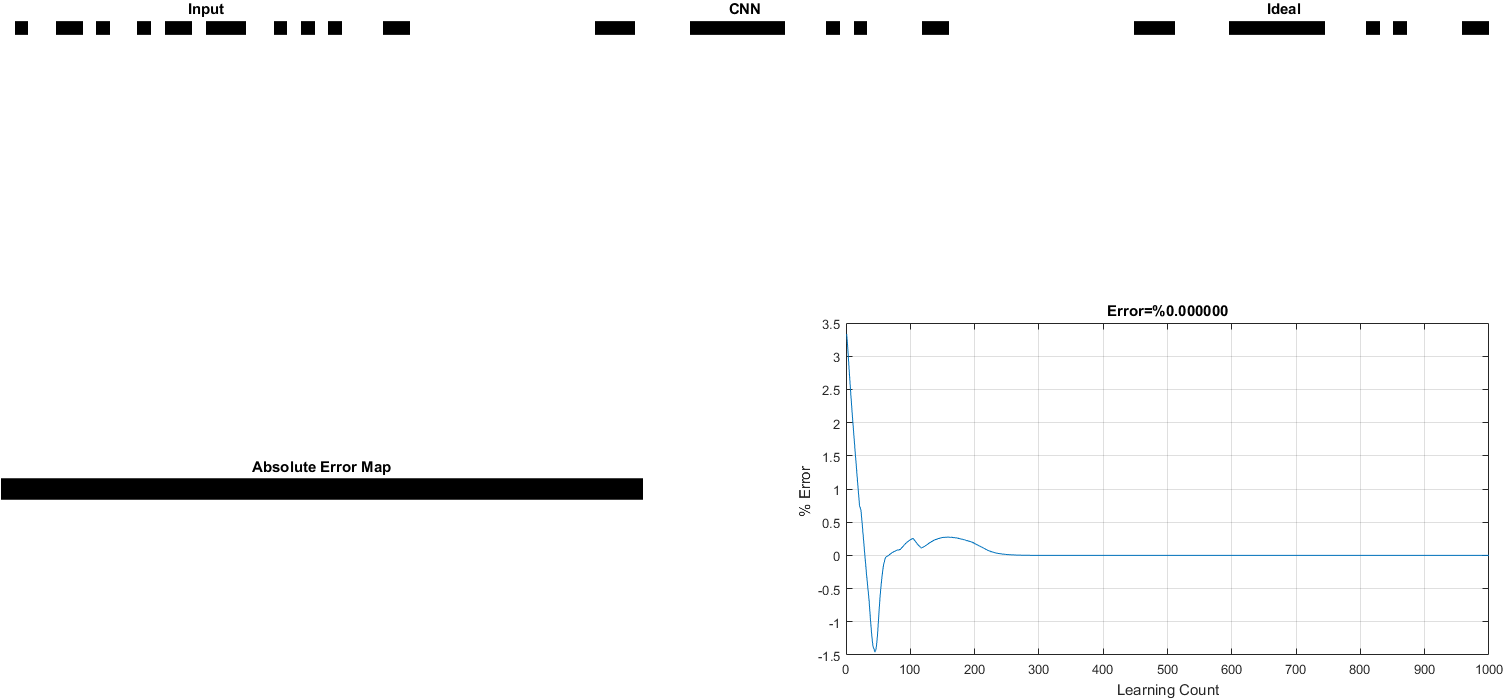 Input
CNN
Ideal
Absolute Error Map
Error=%0.000000
3.5
3
2.5
2
1.5
1
0.5
0
-0.5
-1
-1.5
% Error
0 100 200 300 400 500 600 700 800 900 1000
Learning Count